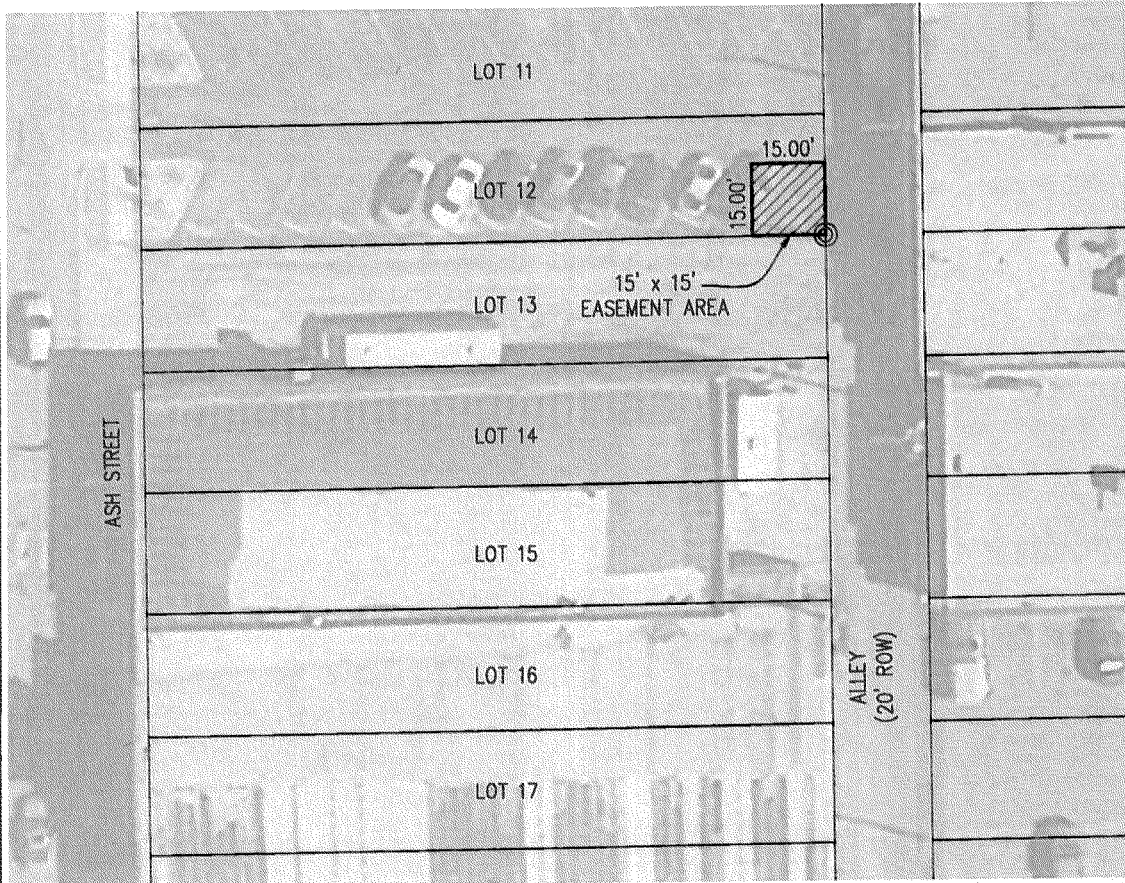 LOT 11
15.00'
15.00'
LOT 12
15' x 15'
EASEMENT AREA
LOT 13
ASH STREET
LOT 14
LOT 15
ALLEY
(20' ROW)
LOT 16
LOT 17